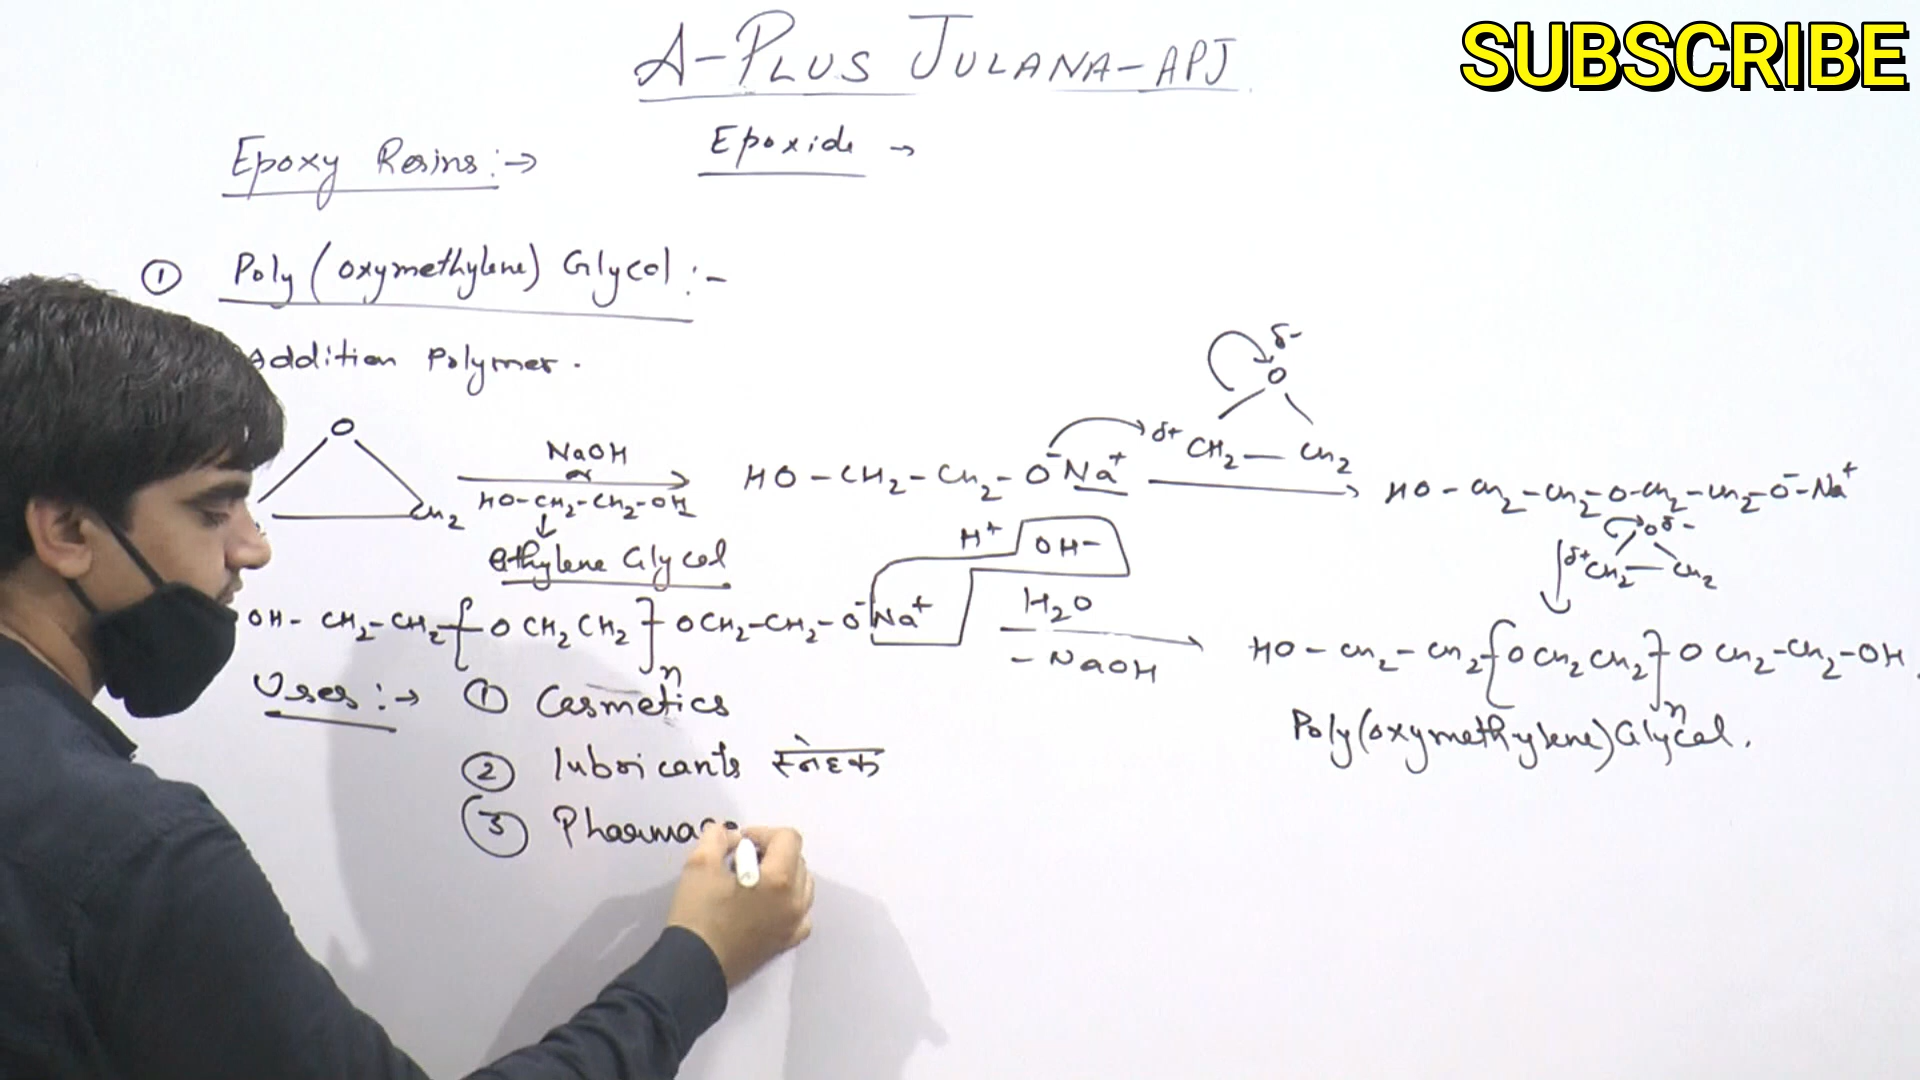 A-PLUS JULANA-APJ
SUBSCRIBE
Epoxy Resins :→
Epoxide →
① Poly (oxymethylene) Glycol :-
Addition Polymer.
O
CH2
NaOH
or
HO-CH2-CH2-OH
↓
ethylene Glycol
HO-CH2-CH2-O⁻Na⁺
δ-
O
δ+ CH2-CH2
HO-CH2-CH2-O-CH2-CH2-O⁻-Na⁺
O δ-
δ+ CH2-CH2
H+ OH-
OH-CH2-CH2{OCH2CH2}n OCH2-CH2-O⁻Na⁺
H2O
-NaOH
HO-CH2-CH2{OCH2CH2}n OCH2-CH2-OH
Poly(oxymethylene)Glycol.
Uses :→ ① Cosmetics
② lubricants स्नेहक
③ Pharmac